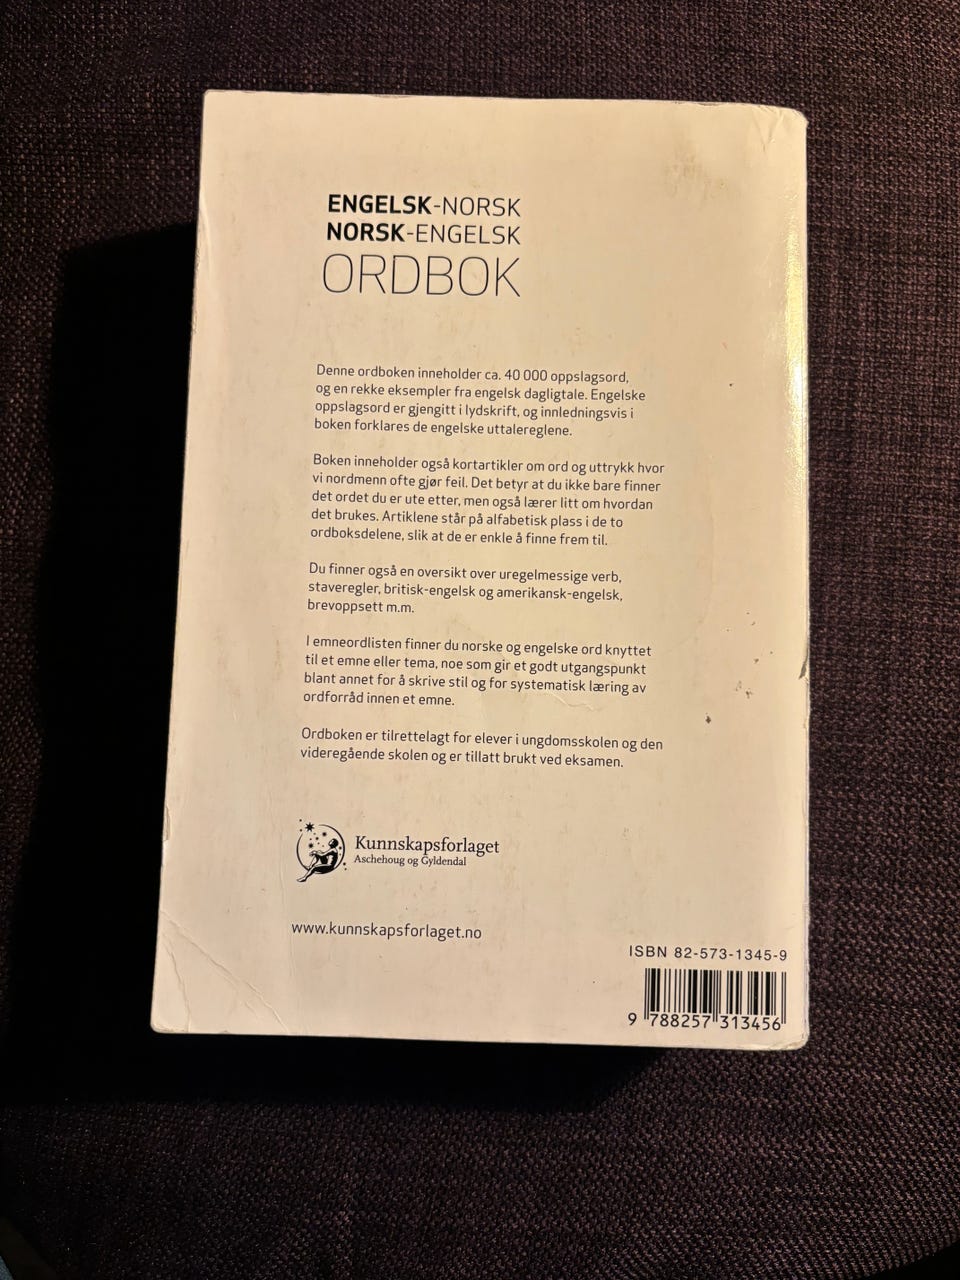 ENGELSK-NORSK
NORSK-ENGELSK
ORDBOK
Denne ordboken inneholder ca. 40 000 oppslagsord,
og en rekke eksempler fra engelsk dagligtale. Engelske
oppslagsord er gjengitt i lydskrift, og innledningsvis i
boken forklares de engelske uttalereglene.
Boken inneholder også kortartikler om ord og uttrykk hvor
vi nordmenn ofte gjør feil. Det betyr at du ikke bare finner
det ordet du er ute etter, men også lærer litt om hvordan
det brukes. Artiklene står på alfabetisk plass i de to
ordboksdelene, slik at de er enkle å finne frem til.
Du finner også en oversikt over uregelmessige verb,
staveregler, britisk-engelsk og amerikansk-engelsk,
brevoppsett m.m.
I emneordlisten finner du norske og engelske ord knyttet
til et emne eller tema, noe som gir et godt utgangspunkt
blant annet for å skrive stil og for systematisk læring av
ordforråd innen et emne.
Ordboken er tilrettelagt for elever i ungdomsskolen og den
videregående skolen og er tillatt brukt ved eksamen.
Kunnskapsforlaget
Aschehoug og Gyldendal
www.kunnskapsforlaget.no
ISBN 82-573-1345-9
9 788257 313456